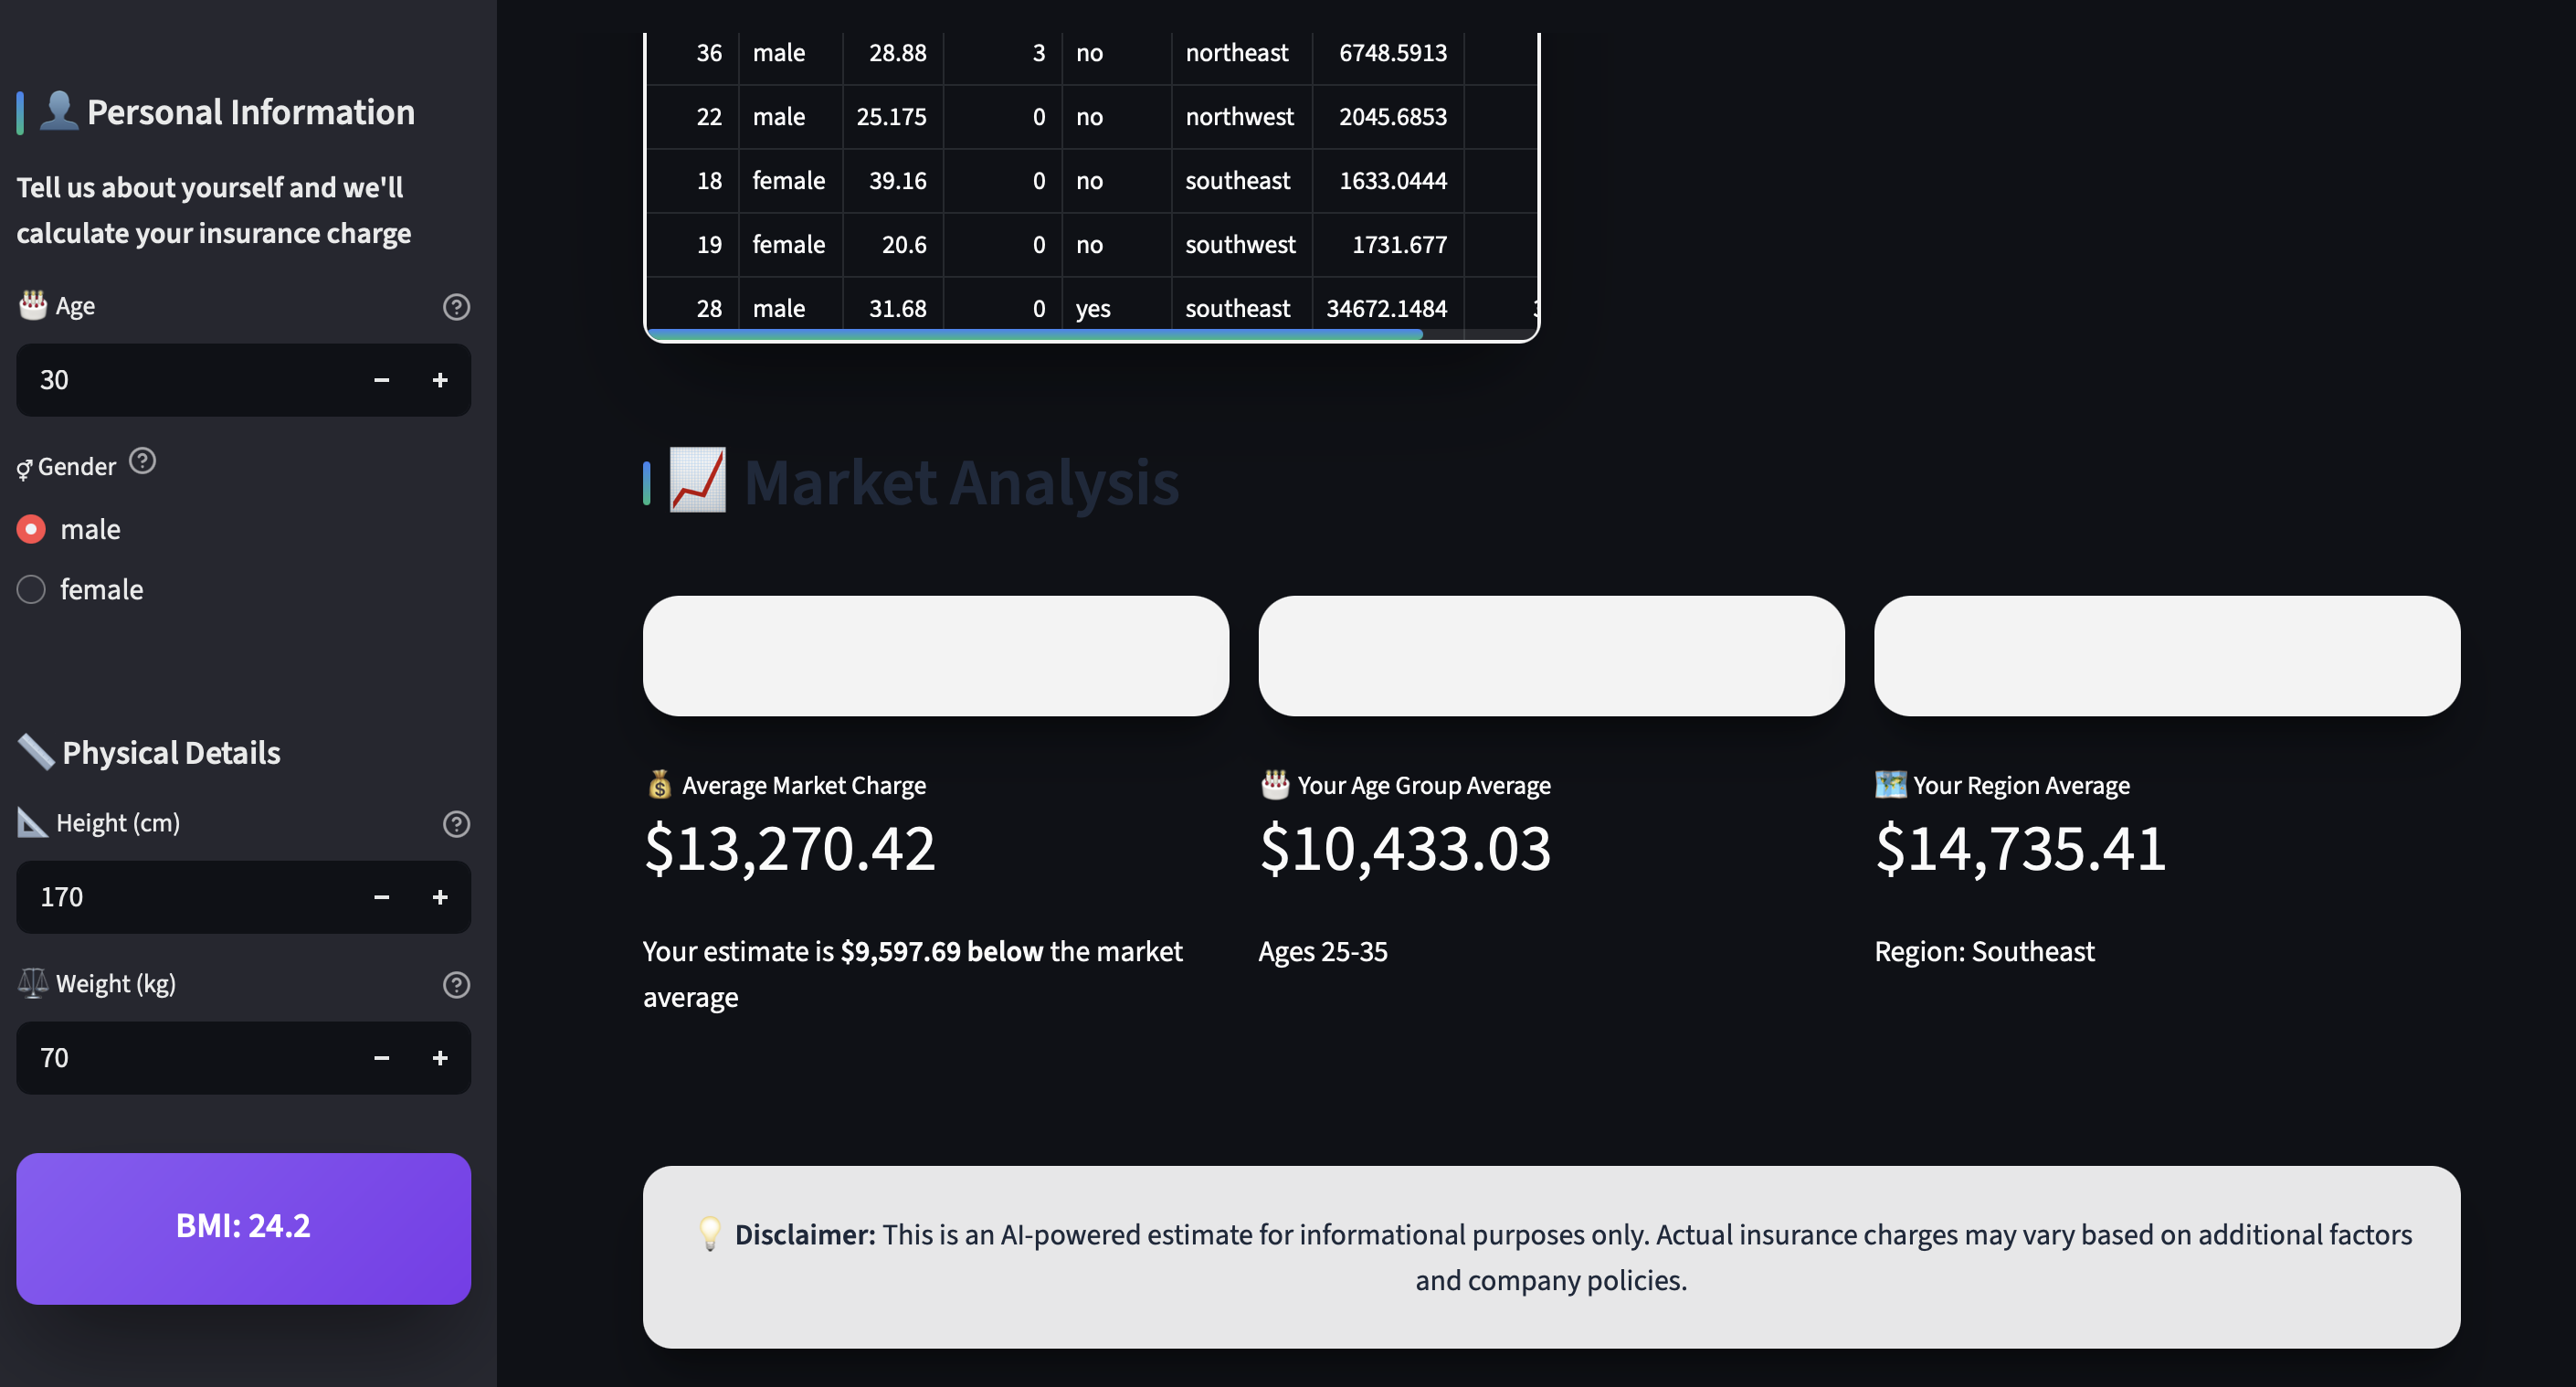 👤 Personal Information
Tell us about yourself and we'll
calculate your insurance charge
🎂 Age
30 − +
⚥ Gender
male
female
📏 Physical Details
📐 Height (cm)
170 − +
⚖️ Weight (kg)
70 − +
BMI: 24.2
36 male 28.88 3 no northeast 6748.5913
22 male 25.175 0 no northwest 2045.6853
18 female 39.16 0 no southeast 1633.0444
19 female 20.6 0 no southwest 1731.677
28 male 31.68 0 yes southeast 34672.1484
📈 Market Analysis
💰 Average Market Charge
$13,270.42
Your estimate is $9,597.69 below the market
average
🎂 Your Age Group Average
$10,433.03
Ages 25-35
🗺️ Your Region Average
$14,735.41
Region: Southeast
💡 Disclaimer: This is an AI-powered estimate for informational purposes only. Actual insurance charges may vary based on additional factors
and company policies.